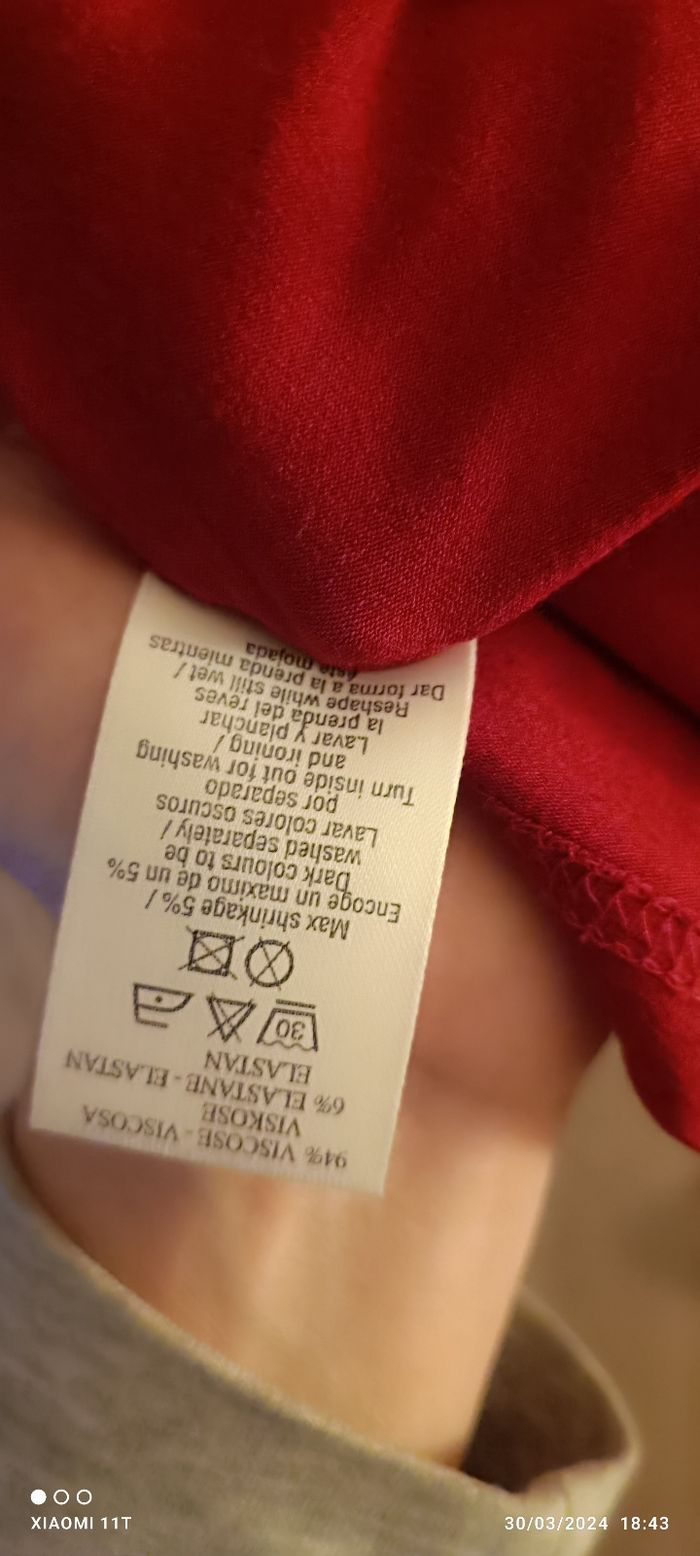 94% VISCOSE - VISCOSA
VISKOSE
6% ELASTANE - ELASTAN
ELASTAN
30
Max shrinkage 5% /
Encoge un maximo de un 5%
Dark colours to be
washed separately /
Lavar colores oscuros
por separado
Turn inside out for washing
and ironing /
Lavar y planchar
la prenda del reves
Reshape while still wet /
Dar forma a la prenda mientras
éste mojada
XIAOMI 11T
30/03/2024 18:43